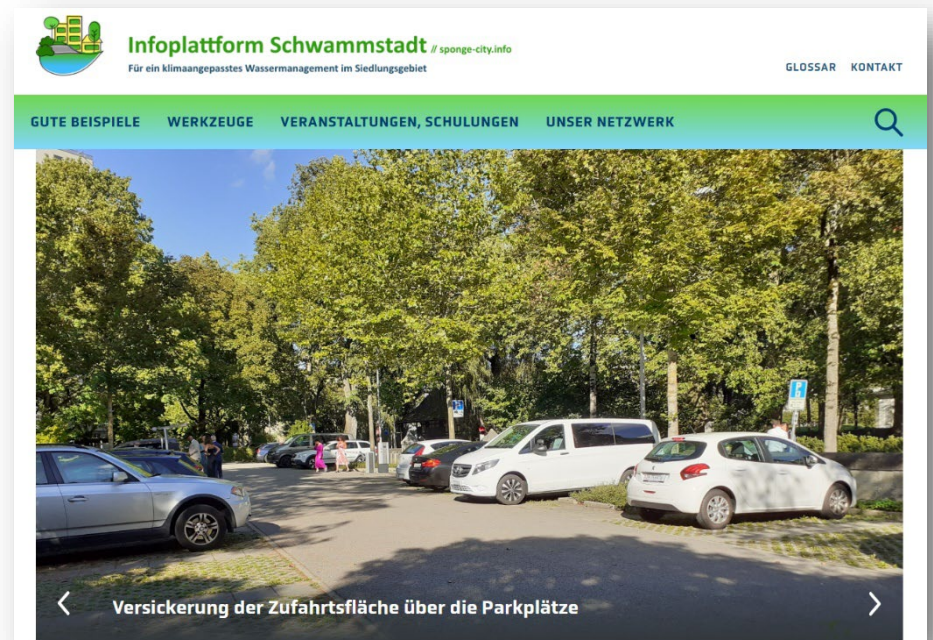 Infoplattform Schwammstadt // sponge-city.info
Für ein klimaangepasstes Wassermanagement im Siedlungsgebiet
GLOSSAR KONTAKT
GUTE BEISPIELE WERKZEUGE VERANSTALTUNGEN, SCHULUNGEN UNSER NETZWERK
P
Versickerung der Zufahrtsfläche über die Parkplätze